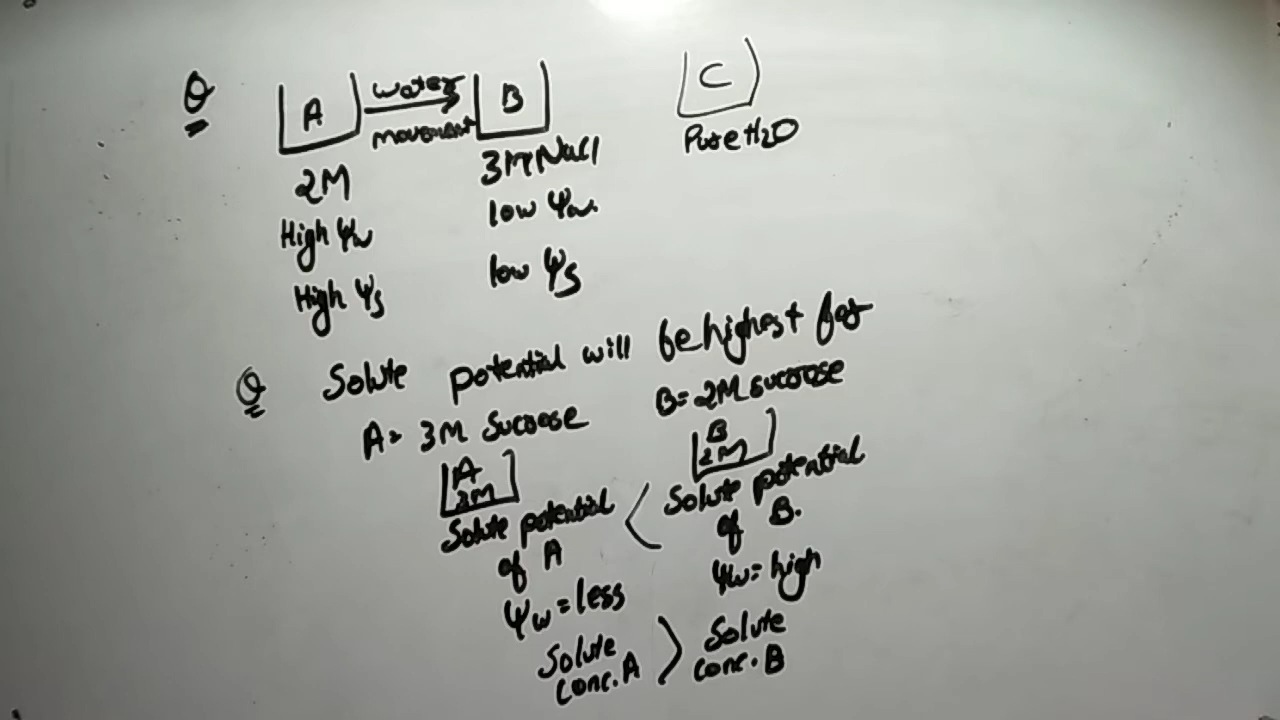 Q
A water B C
movement
Pure H2O
2M 3M NaCl
High Ψw low Ψw.
High Ψs low Ψs
Q Solute potential will be highest for
A = 3M Sucrose B = 2M sucrose
A B
3M 2M
Solute potential of A < Solute potential of B.
Ψw = less Ψw = high
Solute conc. A > Solute conc. B